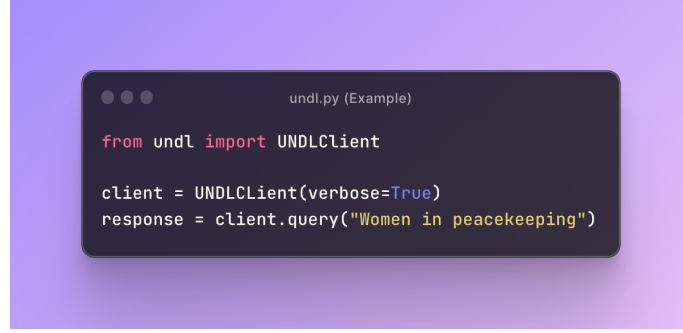 undl.py (Example)
from undl import UNDLClient
client = UNDLCLient(verbose=True)
response = client.query("Women in peacekeeping")